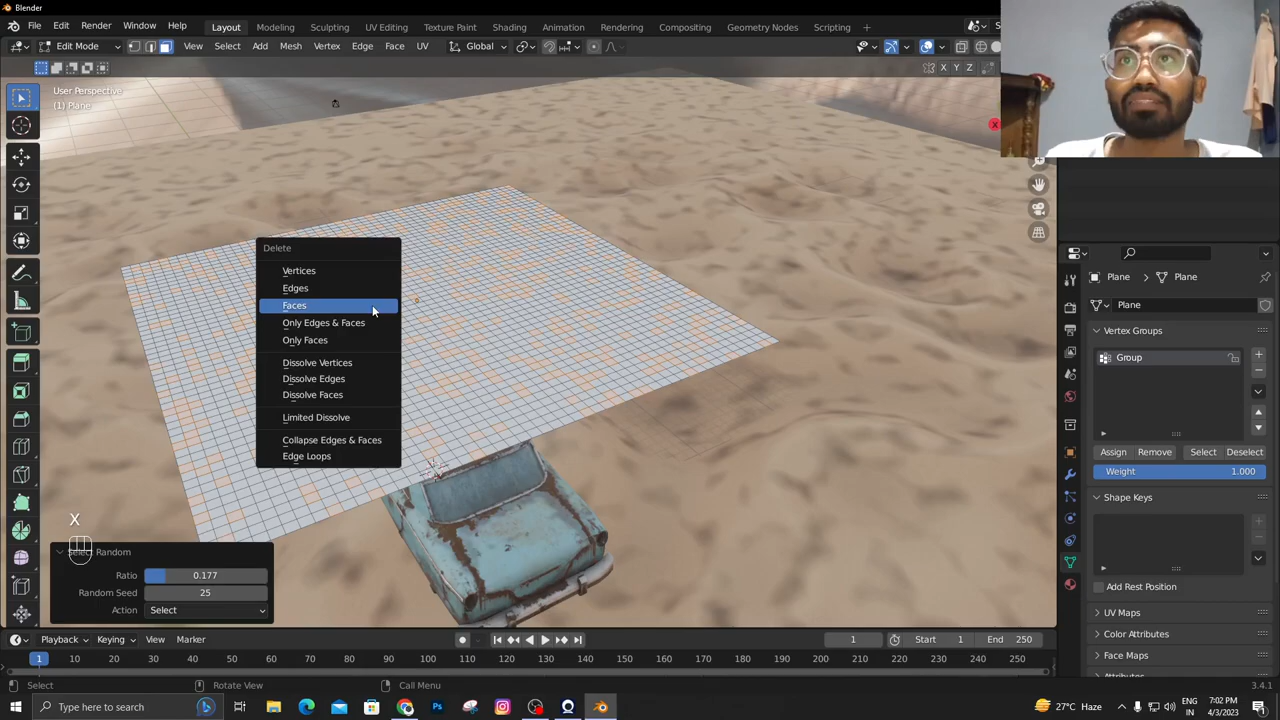 Blender
File Edit Render Window Help Layout Modeling Sculpting UV Editing Texture Paint Shading Animation Rendering Compositing Geometry Nodes Scripting
Edit Mode View Select Add Mesh Vertex Edge Face UV Global
X Y Z
User Perspective
(1) Plane
Delete
Vertices
Edges
Faces
Only Edges & Faces
Only Faces
Dissolve Vertices
Dissolve Edges
Dissolve Faces
Limited Dissolve
Collapse Edges & Faces
Edge Loops
X
Select Random
Ratio 0.177
Random Seed 25
Action Select
Plane Plane
Plane
Vertex Groups
Group
Assign Remove Select Deselect
Weight 1.000
Shape Keys
Add Rest Position
UV Maps
Color Attributes
Face Maps
Attributes
Playback Keying View Marker 1 Start 1 End 250
1 10 20 30 40 50 60 70 80 90 100 110 120 130 140 150 160 170 180 190 200 210 220 230 240 250
Select Rotate View Call Menu 3.4.1
Type here to search 27°C Haze ENG 7:02 PM
IN 4/3/2023